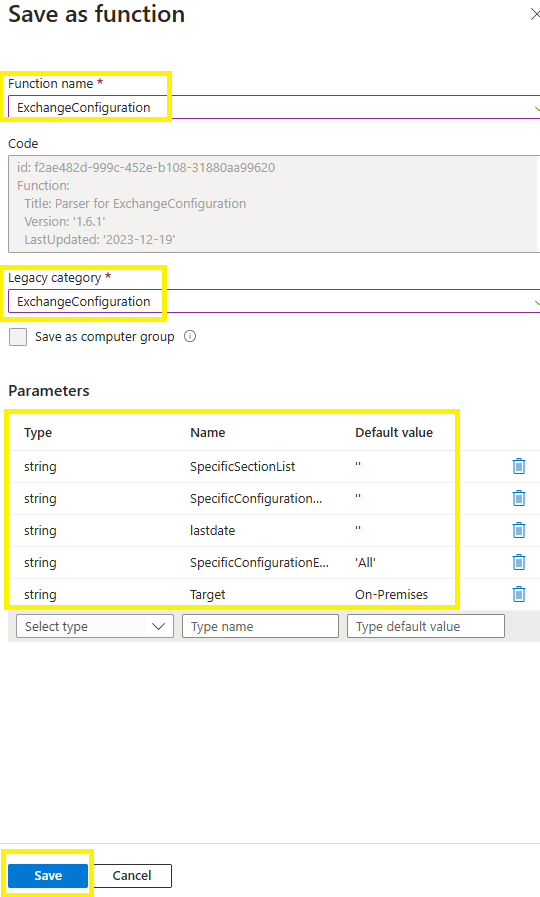 Save as function
Function name *
ExchangeConfiguration
Code
id: f2ae482d-999c-452e-b108-31880aa99620
Function:
Title: Parser for ExchangeConfiguration
Version: '1.6.1'
LastUpdated: '2023-12-19'
Legacy category *
ExchangeConfiguration
Save as computer group
Parameters
Type Name Default value
string SpecificSectionList ''
string SpecificConfiguration... ''
string lastdate ''
string SpecificConfigurationE... 'All'
string Target On-Premises
Select type Type name Type default value
Save Cancel